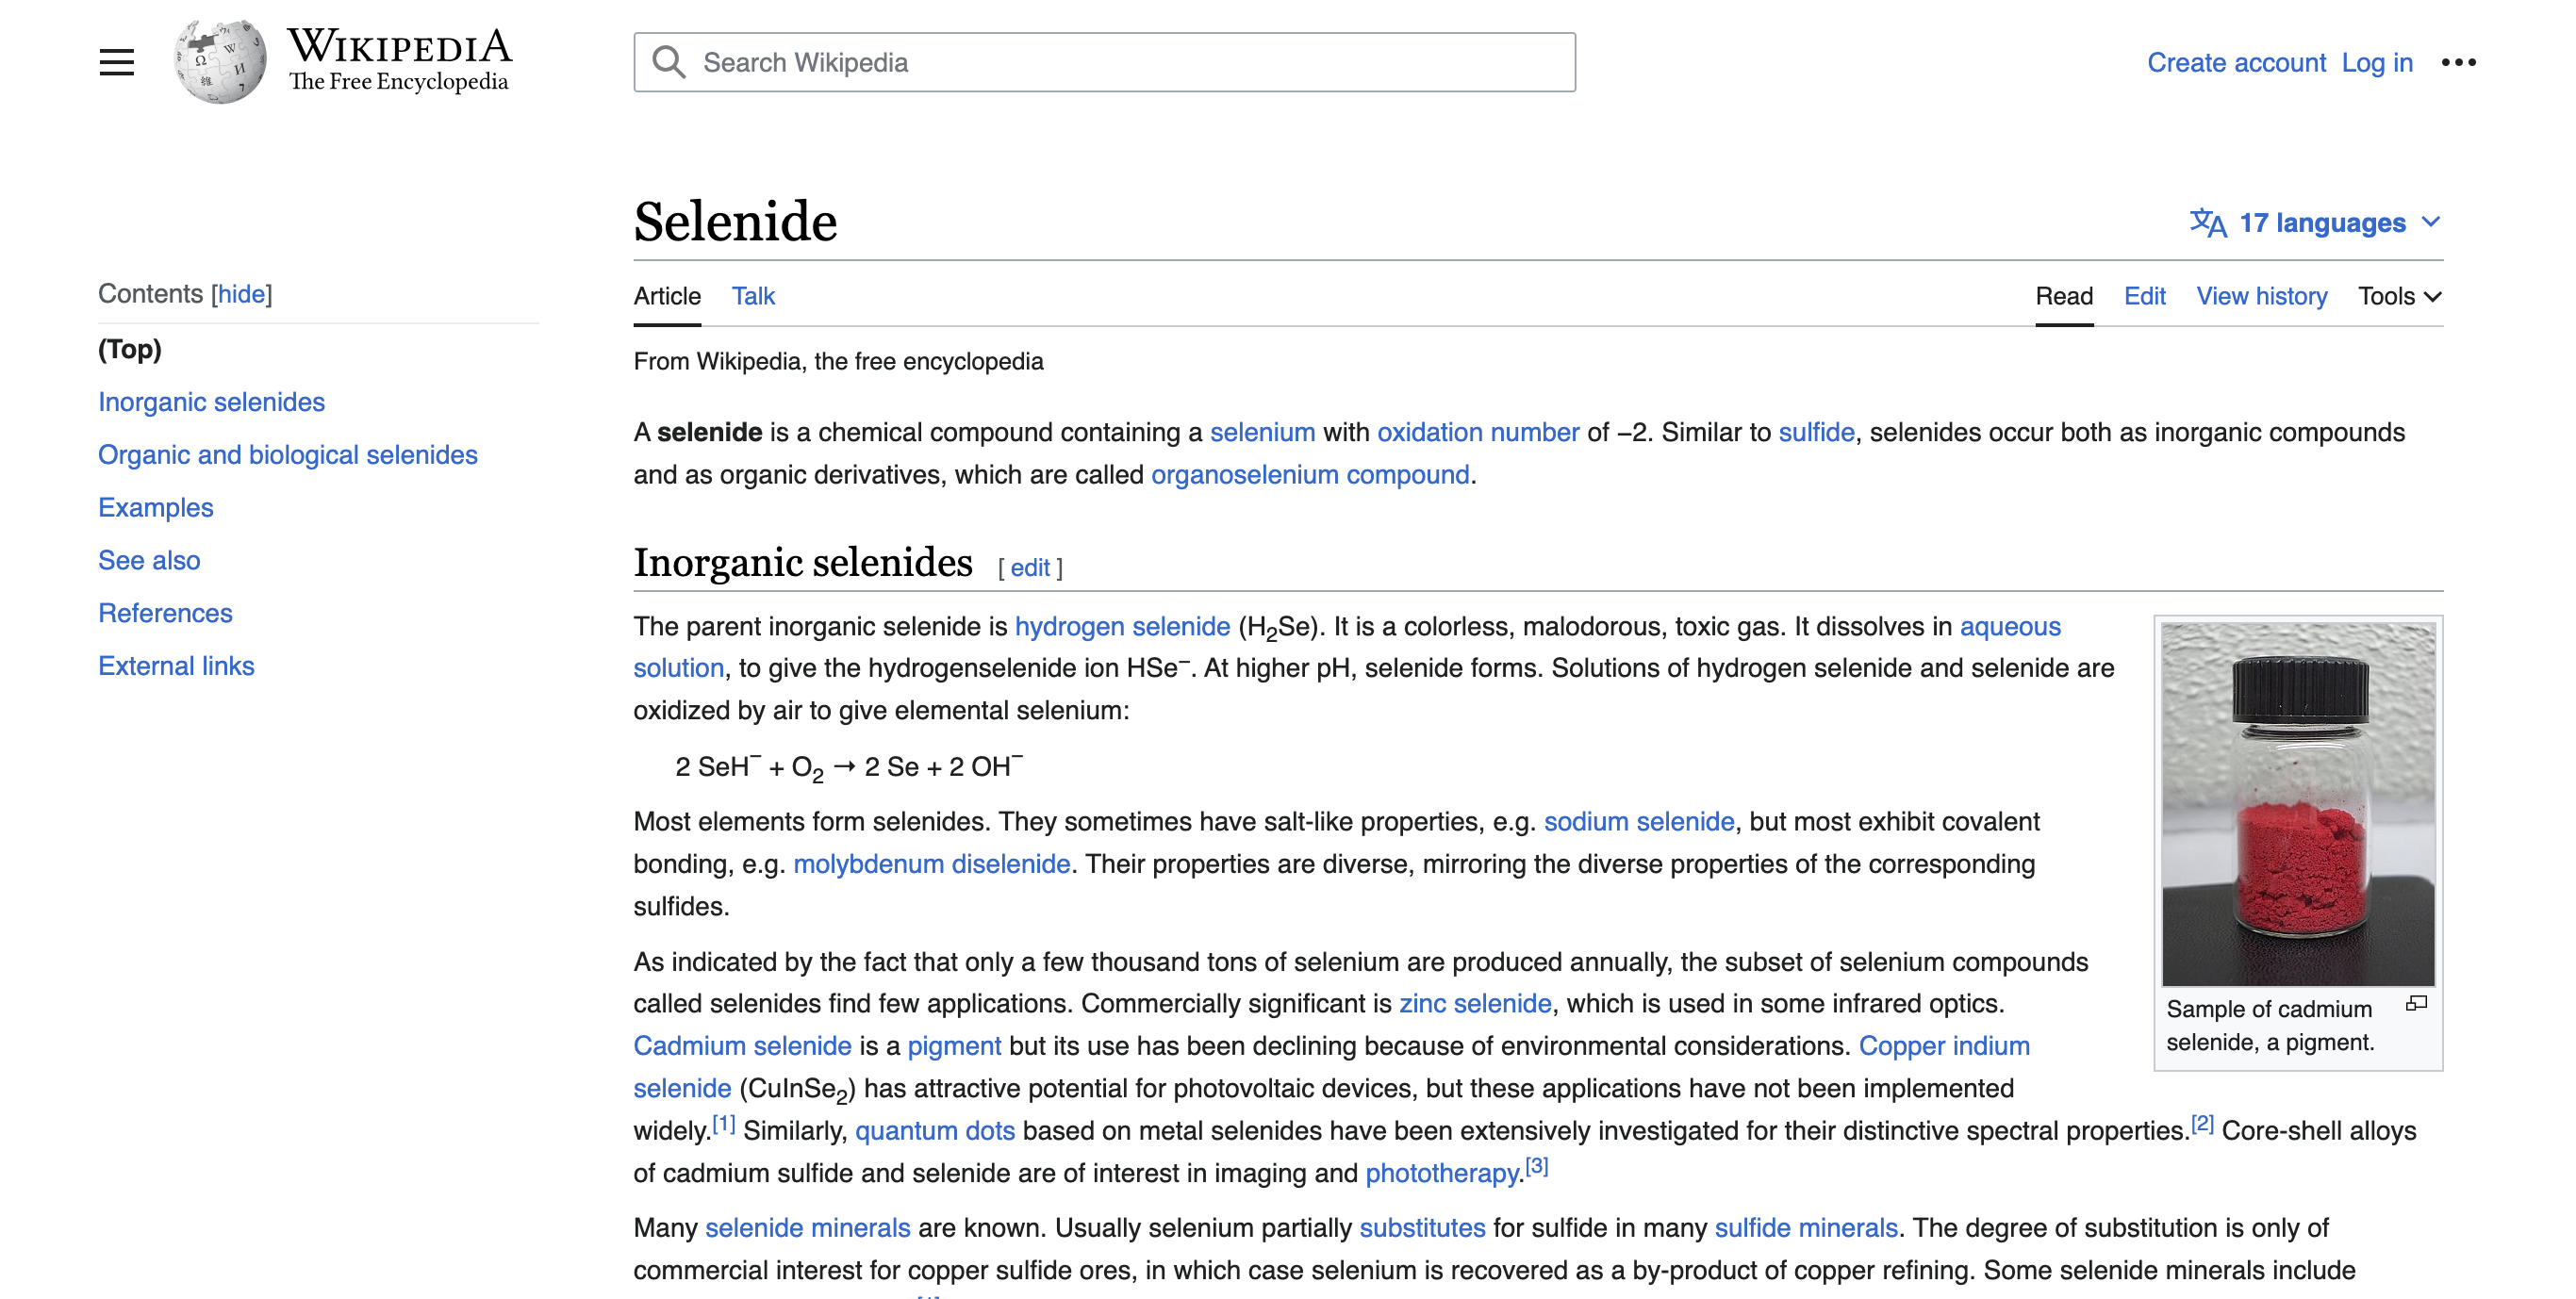 WIKIPEDIA
The Free Encyclopedia
Search Wikipedia
Create account Log in
Selenide
17 languages
Contents [hide]
(Top)
Inorganic selenides
Organic and biological selenides
Examples
See also
References
External links
Article Talk
Read Edit View history Tools
From Wikipedia, the free encyclopedia
A selenide is a chemical compound containing a selenium with oxidation number of −2. Similar to sulfide, selenides occur both as inorganic compounds
and as organic derivatives, which are called organoselenium compound.
Inorganic selenides [ edit ]
The parent inorganic selenide is hydrogen selenide (H₂Se). It is a colorless, malodorous, toxic gas. It dissolves in aqueous
solution, to give the hydrogenselenide ion HSe⁻. At higher pH, selenide forms. Solutions of hydrogen selenide and selenide are
oxidized by air to give elemental selenium:
2 SeH⁻ + O₂ → 2 Se + 2 OH⁻
Most elements form selenides. They sometimes have salt-like properties, e.g. sodium selenide, but most exhibit covalent
bonding, e.g. molybdenum diselenide. Their properties are diverse, mirroring the diverse properties of the corresponding
sulfides.
As indicated by the fact that only a few thousand tons of selenium are produced annually, the subset of selenium compounds
called selenides find few applications. Commercially significant is zinc selenide, which is used in some infrared optics.
Cadmium selenide is a pigment but its use has been declining because of environmental considerations. Copper indium
selenide (CuInSe₂) has attractive potential for photovoltaic devices, but these applications have not been implemented
widely.[1] Similarly, quantum dots based on metal selenides have been extensively investigated for their distinctive spectral properties.[2] Core-shell alloys
of cadmium sulfide and selenide are of interest in imaging and phototherapy.[3]
Many selenide minerals are known. Usually selenium partially substitutes for sulfide in many sulfide minerals. The degree of substitution is only of
commercial interest for copper sulfide ores, in which case selenium is recovered as a by-product of copper refining. Some selenide minerals include
Sample of cadmium
selenide, a pigment.